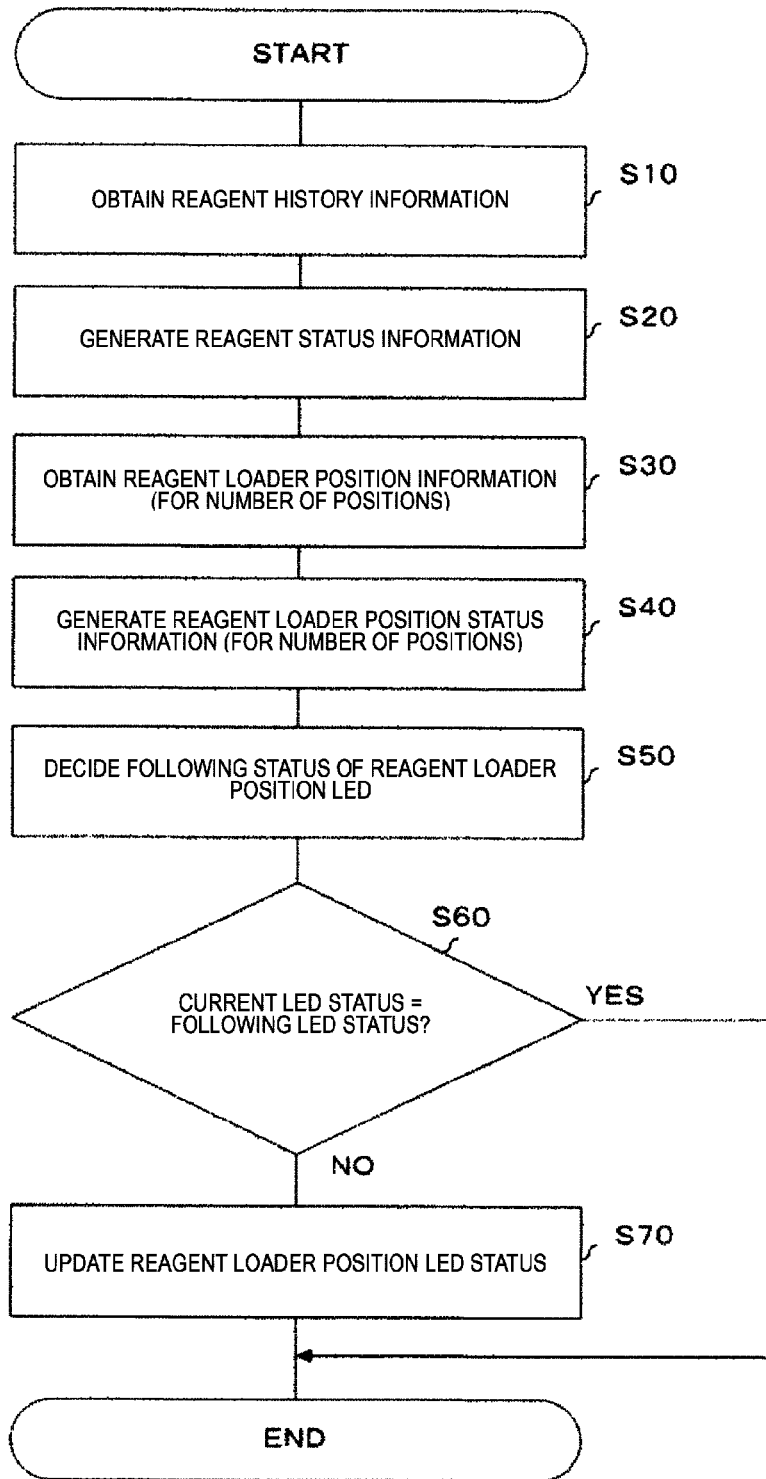 START
OBTAIN REAGENT HISTORY INFORMATION
S10
GENERATE REAGENT STATUS INFORMATION
S20
OBTAIN REAGENT LOADER POSITION INFORMATION
(FOR NUMBER OF POSITIONS)
S30
GENERATE REAGENT LOADER POSITION STATUS
INFORMATION (FOR NUMBER OF POSITIONS)
S40
DECIDE FOLLOWING STATUS OF REAGENT LOADER
POSITION LED
S50
S60
CURRENT LED STATUS =
FOLLOWING LED STATUS?
YES
NO
UPDATE REAGENT LOADER POSITION LED STATUS
S70
END